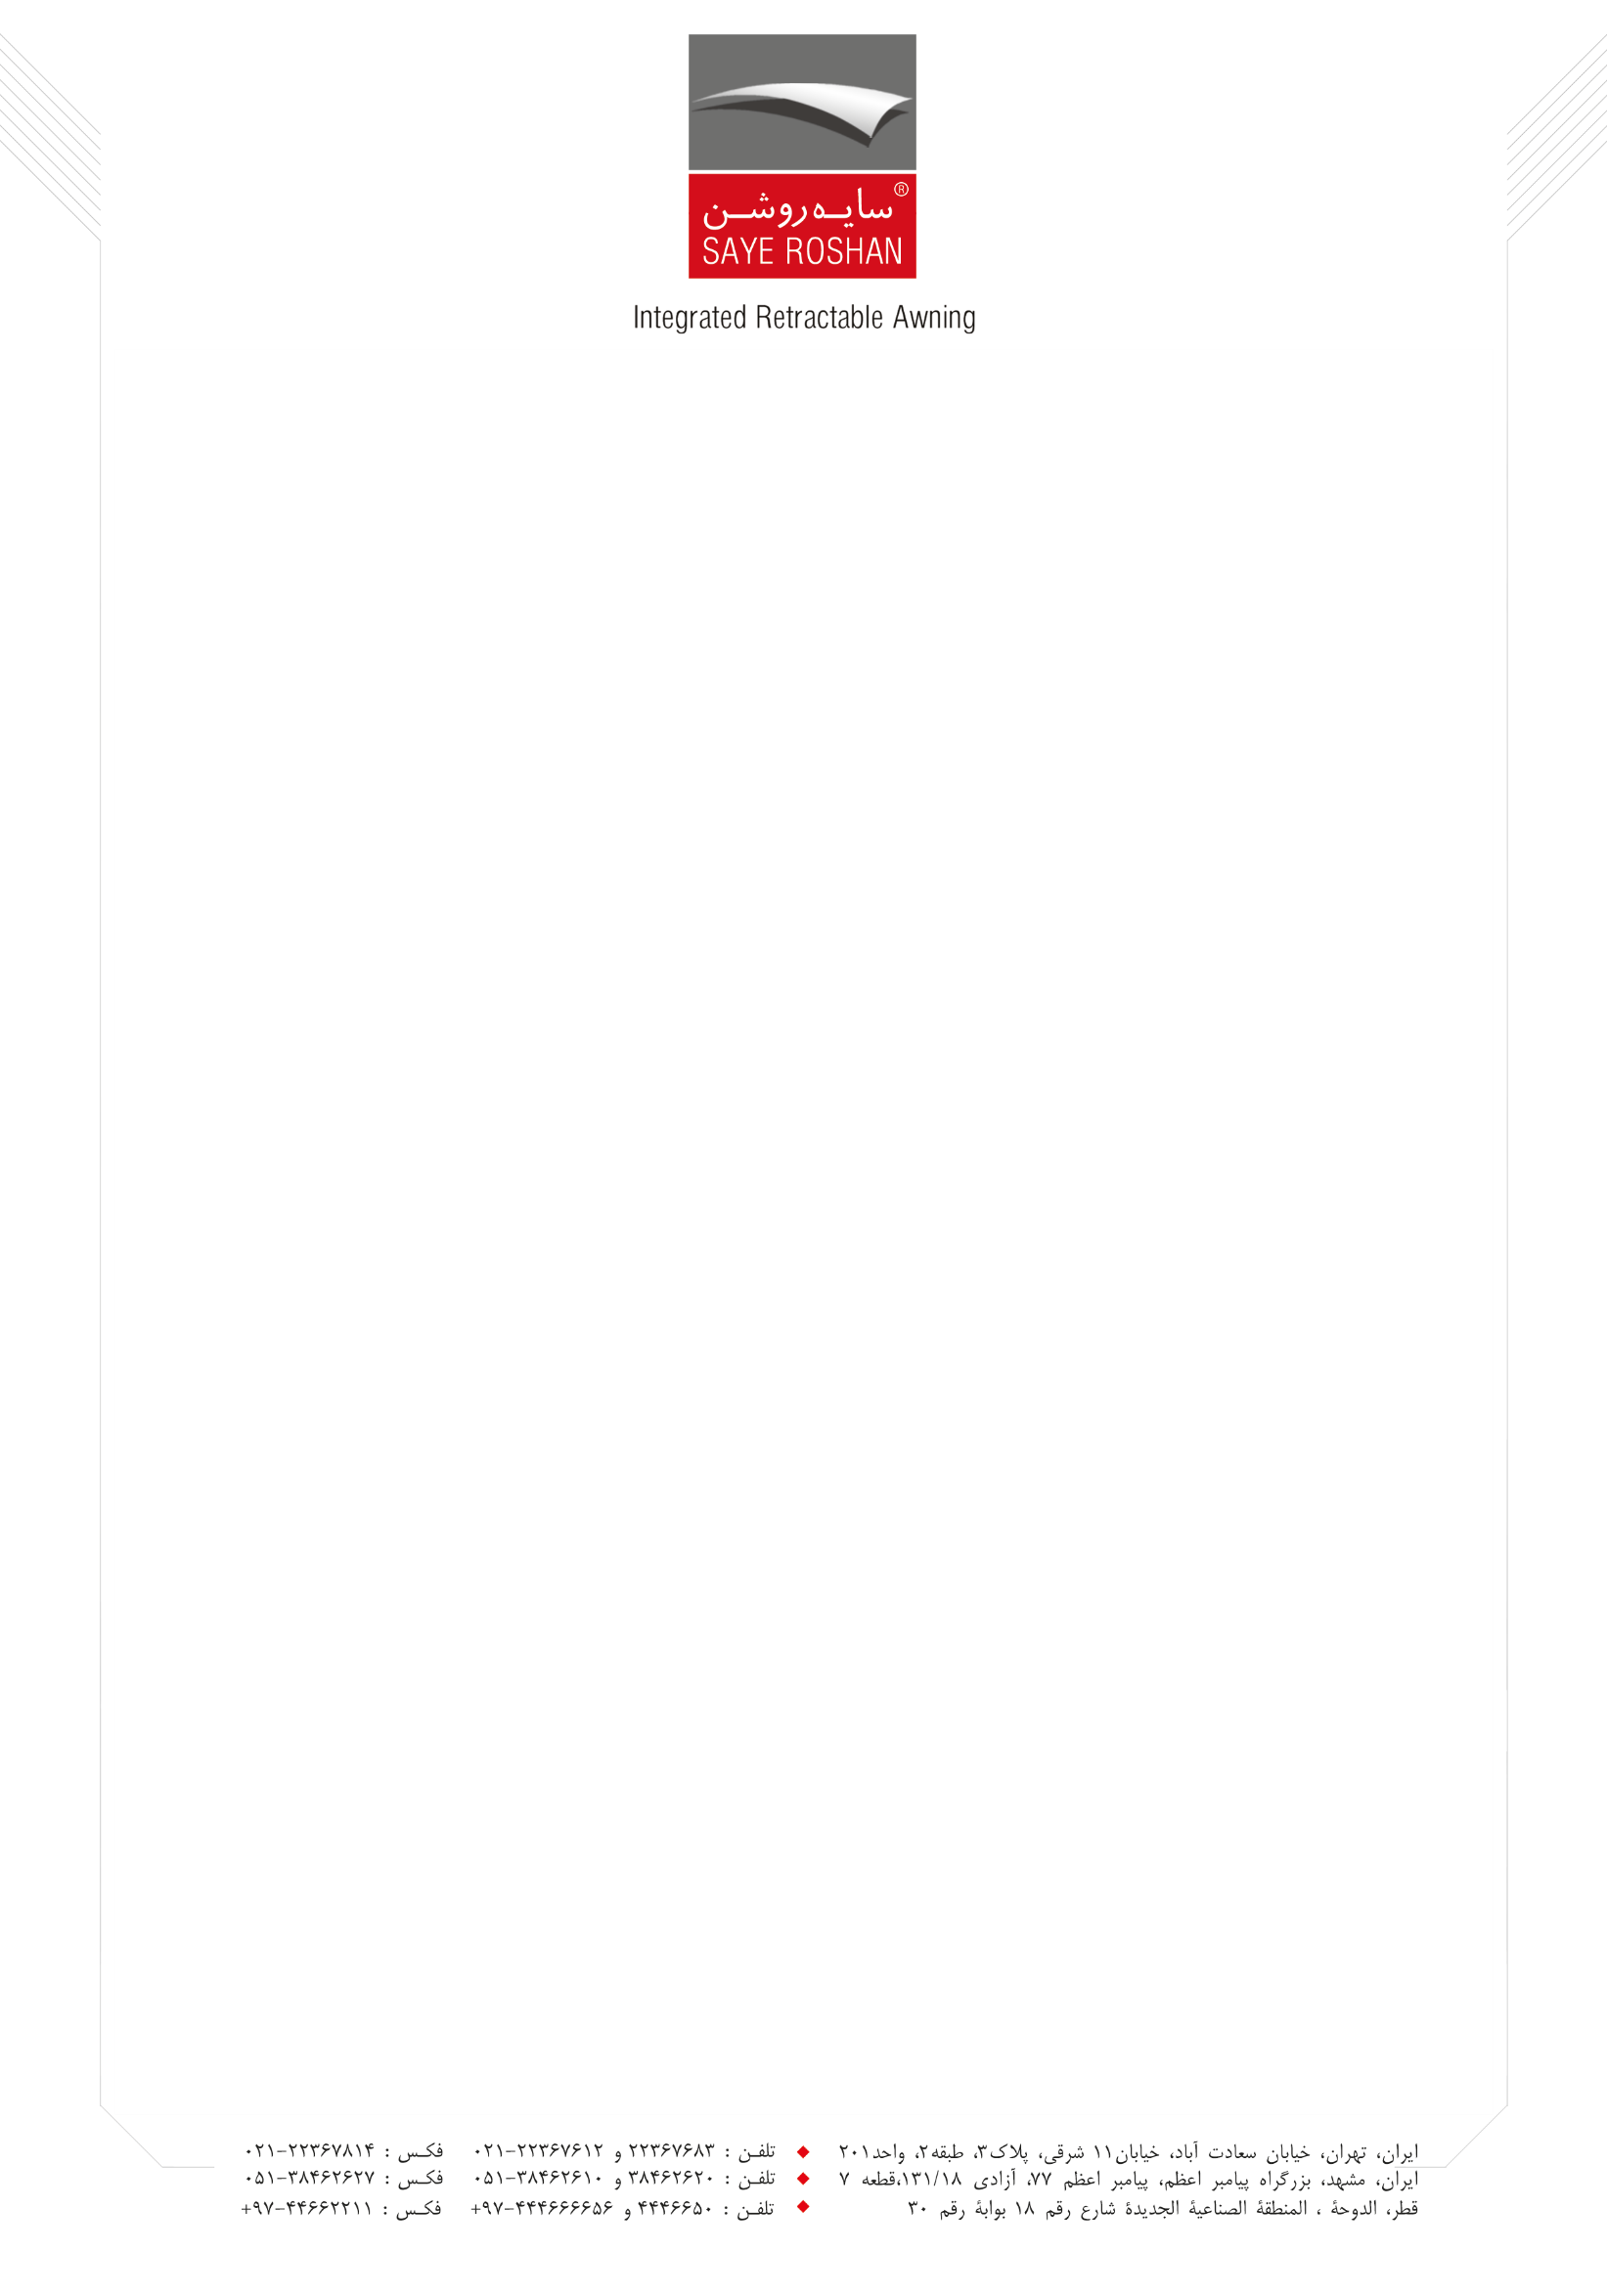 سایه روشن®
SAYE ROSHAN
Integrated Retractable Awning
ایران، تهران، خیابان سعادت آباد، خیابان۱۱ شرقی، پلاک۳، طبقه۲، واحد۲۰۱ ◆ تلفن : ۲۲۳۶۷۶۸۳ و ۰۲۱-۲۲۳۶۷۶۱۲ فکس : ۰۲۱-۲۲۳۶۷۸۱۴
ایران، مشهد، بزرگراه پیامبر اعظم، پیامبر اعظم ۷۷، آزادی ۱۳۱/۱۸،قطعه ۷ ◆ تلفن : ۳۸۴۶۲۶۲۰ و ۰۵۱-۳۸۴۶۲۶۱۰ فکس : ۰۵۱-۳۸۴۶۲۶۲۷
قطر، الدوحة ، المنطقة الصناعية الجديدة شارع رقم ۱۸ بوابة رقم ۳۰ ◆ تلفن : ۴۴۴۶۶۵۰ و ۹۷-۴۴۴۶۶۶۶۵۶+ فکس : ۹۷-۴۴۶۶۲۲۱۱+